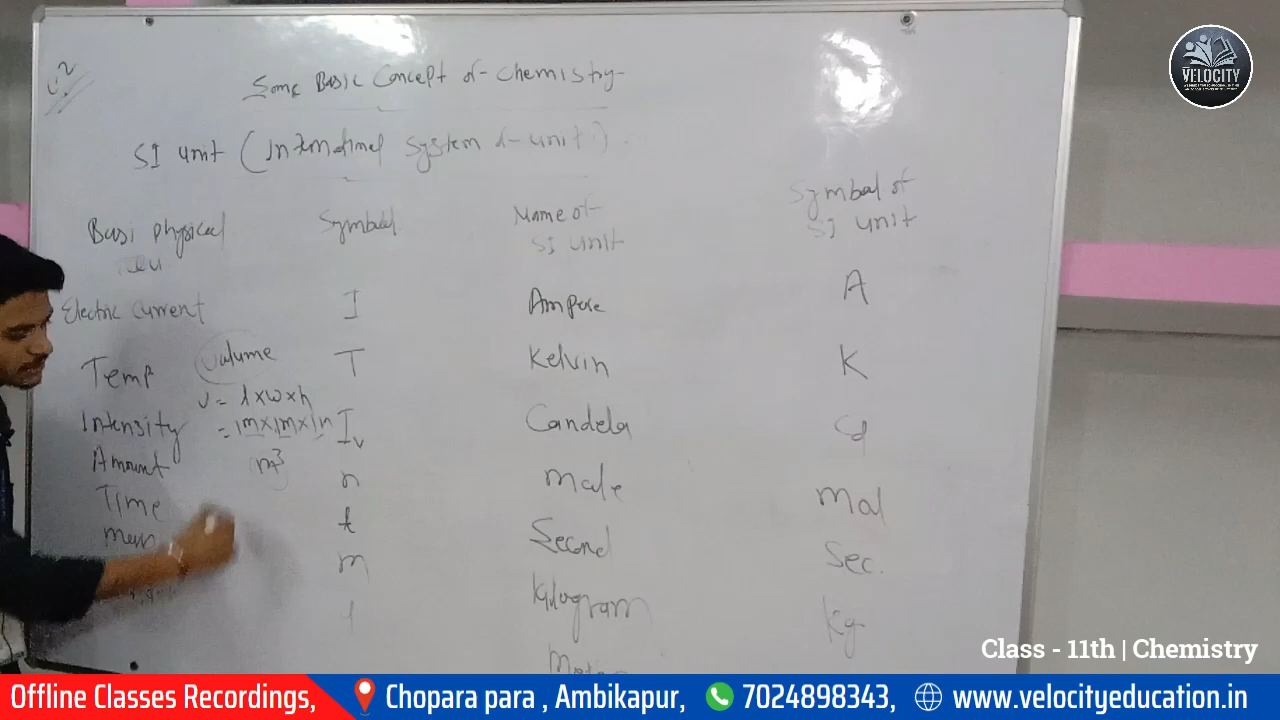 L-2
Some Basic Concept of Chemistry
SI unit (International System of unit)
Basi physical
Symbol
Name of
SI unit
Symbol of
SI unit
Electric current I Ampere A
Temp T Kelvin K
Volume
V = l×w×h
= 1m×1m×1m
m³
Intensity Iv Candela cd
Amount n Mole Mol
Time t Second Sec.
Mass m Kilogram Kg
l
VELOCITY
Class - 11th | Chemistry
Offline Classes Recordings, Chopara para , Ambikapur, 7024898343, www.velocityeducation.in